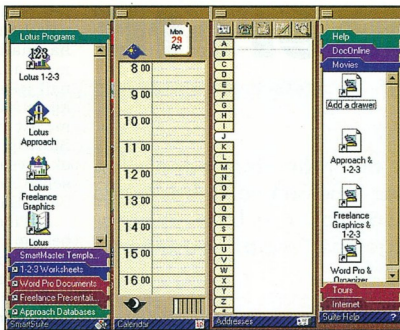 Lotus Programs
Lotus 1-2-3
Lotus
Approach
Lotus
Freelance
Graphics
Lotus
SmartMaster Templa...
1-2-3 Worksheets
Word Pro Documents
Freelance Presentati...
Approach Databases
SmartSuite
Mon
29
Apr
8 00
9 00
10 00
11 00
12 00
13 00
14 00
15 00
16 00
Calendar
A
B
C
D
E
F
G
H
I
J
K
L
M
N
O
P
Q
R
S
T
U
V
W
X
Y
Z
Addresses
Help
DocOnline
Movies
Add a drawer
Approach &
1-2-3
Freelance
Graphics &
1-2-3
Word Pro &
Organizer
Tours
Internet
Suite Help ?